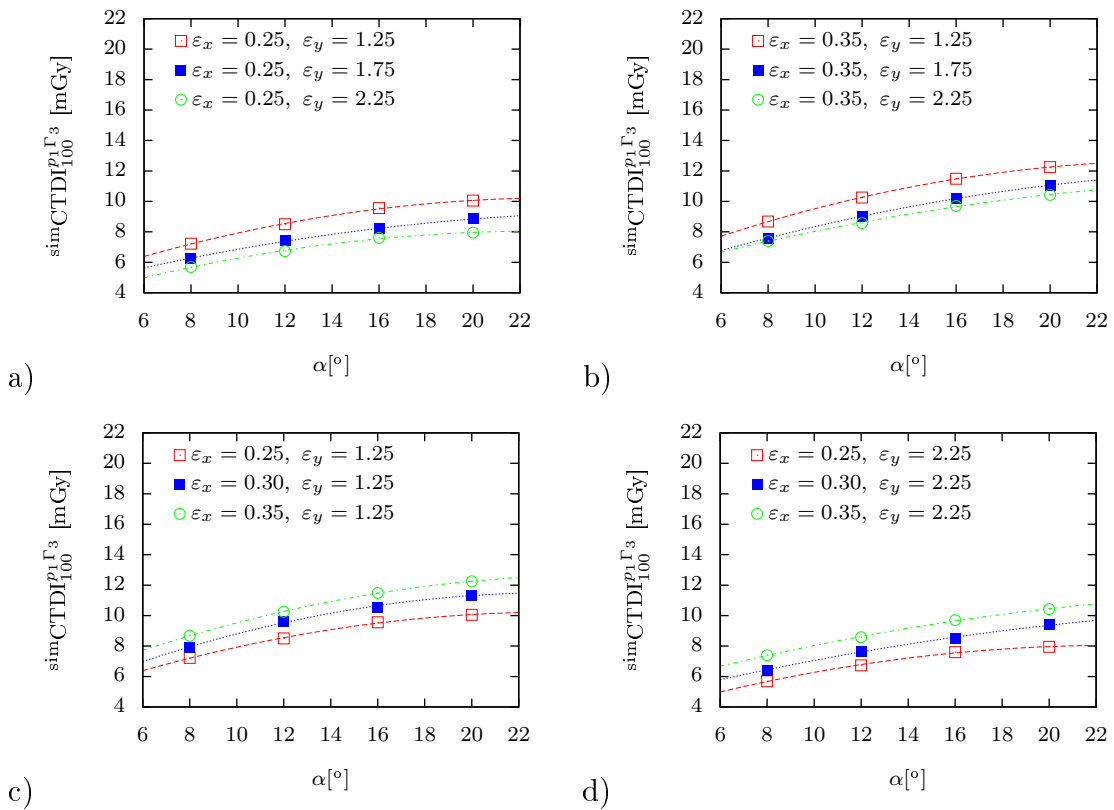 22
20
18
16
14
12
10
8
6
4
simCTDI100^p1Γ3 [mGy]
εx = 0.25, εy = 1.25
εx = 0.25, εy = 1.75
εx = 0.25, εy = 2.25
6 8 10 12 14 16 18 20 22
α[°]
a)
22
20
18
16
14
12
10
8
6
4
simCTDI100^p1Γ3 [mGy]
εx = 0.35, εy = 1.25
εx = 0.35, εy = 1.75
εx = 0.35, εy = 2.25
6 8 10 12 14 16 18 20 22
α[°]
b)
22
20
18
16
14
12
10
8
6
4
simCTDI100^p1Γ3 [mGy]
εx = 0.25, εy = 1.25
εx = 0.30, εy = 1.25
εx = 0.35, εy = 1.25
6 8 10 12 14 16 18 20 22
α[°]
c)
22
20
18
16
14
12
10
8
6
4
simCTDI100^p1Γ3 [mGy]
εx = 0.25, εy = 2.25
εx = 0.30, εy = 2.25
εx = 0.35, εy = 2.25
6 8 10 12 14 16 18 20 22
α[°]
d)